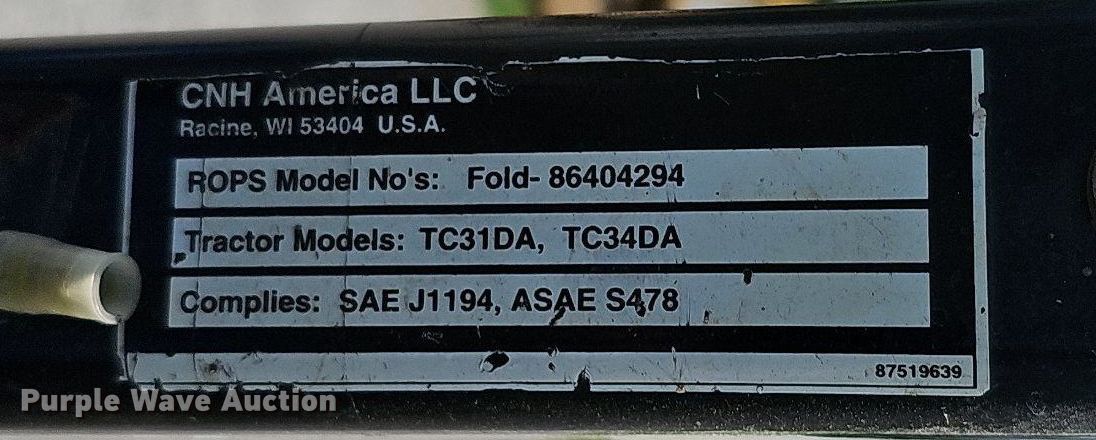 CNH America LLC
Racine, WI 53404 U.S.A.
ROPS Model No's: Fold- 86404294
Tractor Models: TC31DA, TC34DA
Complies: SAE J1194, ASAE S478
87519639
Purple Wave Auction